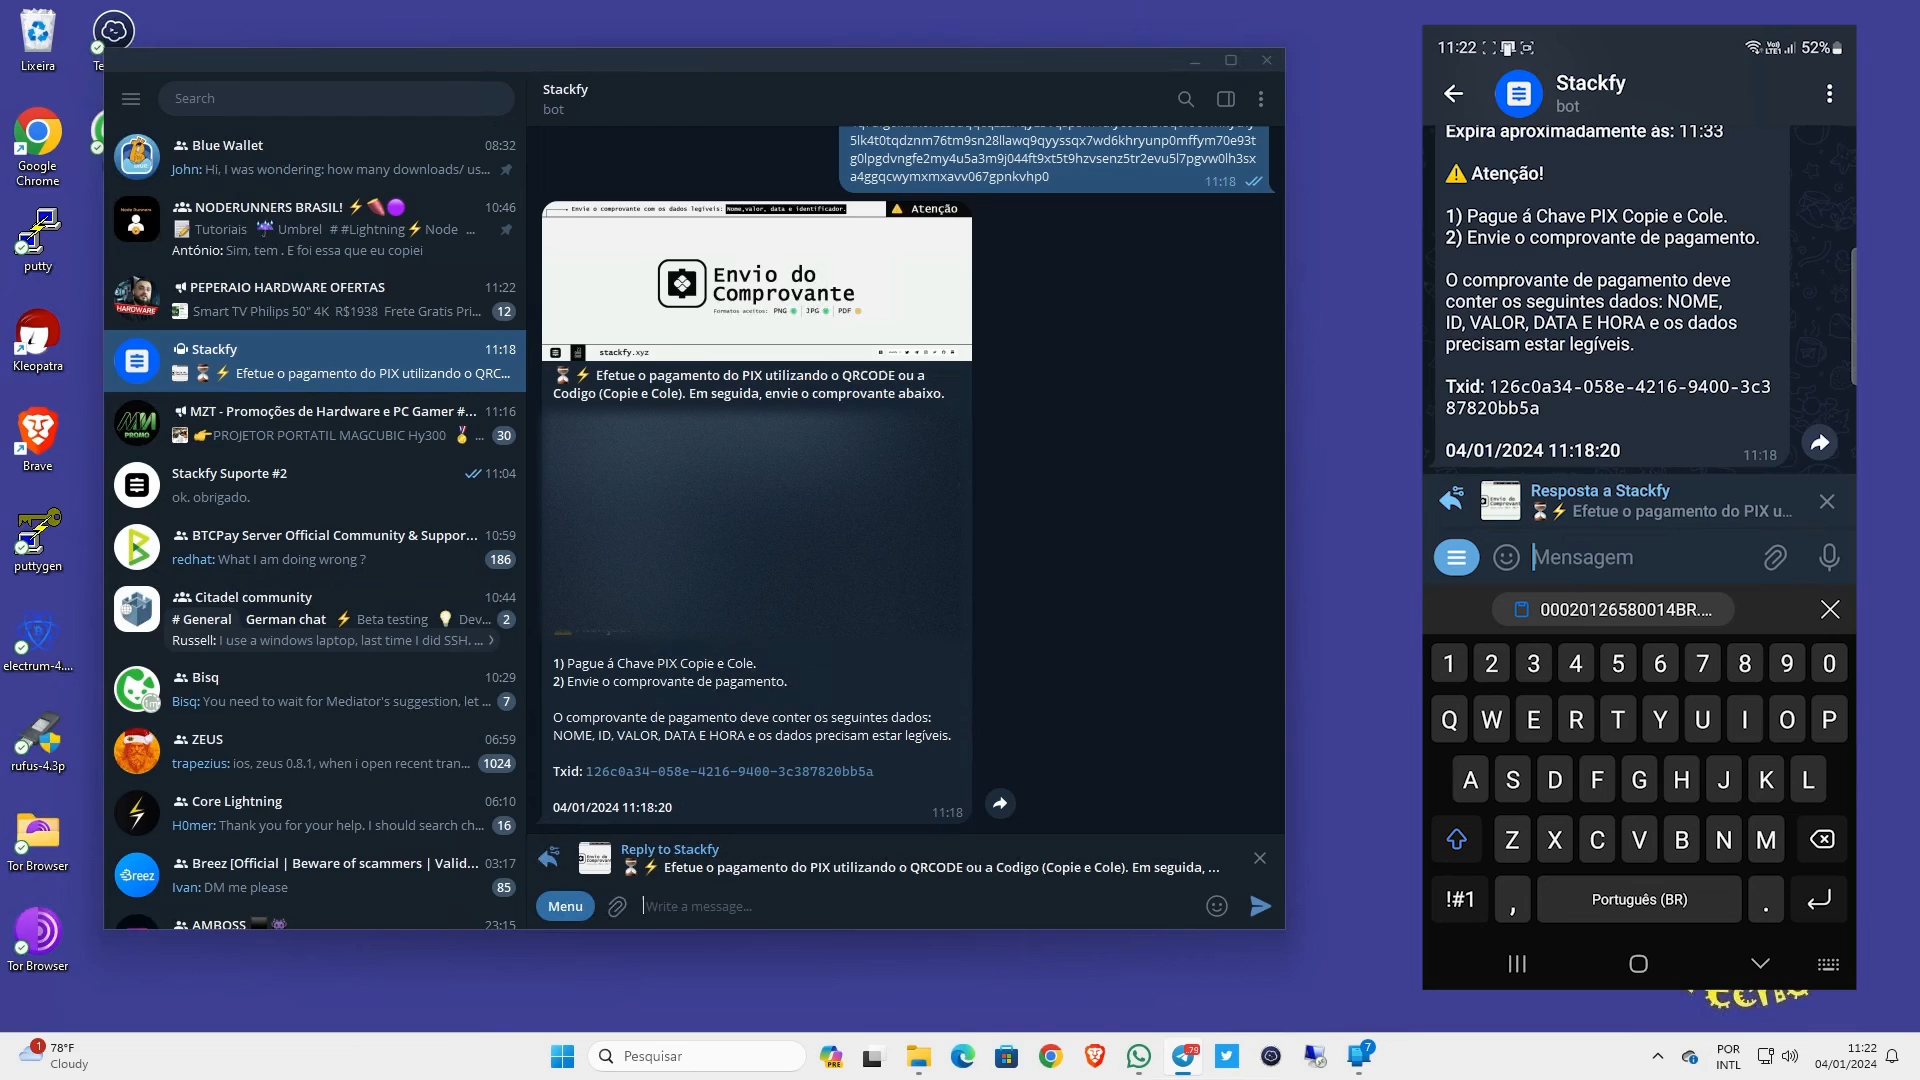 Lixeira
Google
Chrome
putty
Kleopatra
Brave
puttygen
electrum-4....
rufus-4.3p
Tor Browser
Tor Browser
Search
Blue Wallet
08:32
John: Hi, I was wondering: how many downloads/ us...
NODERUNNERS BRASIL! ⚡
10:46
Tutoriais Umbrel # #Lightning⚡Node ...
António: Sim, tem . E foi essa que eu copiei
PEPERAIO HARDWARE OFERTAS
11:22
Smart TV Philips 50" 4K R$1938 Frete Gratis Pri...
12
Stackfy
11:18
⏳ ⚡ Efetue o pagamento do PIX utilizando o QRC...
MZT - Promoções de Hardware e PC Gamer #...
11:16
👉PROJETOR PORTATIL MAGCUBIC Hy300 🥇 ...
30
Stackfy Suporte #2
11:04
ok. obrigado.
BTCPay Server Official Community & Suppor...
10:59
redhat: What I am doing wrong ?
186
Citadel community
10:44
# General German chat ⚡ Beta testing 💡 Dev...
2
Russell: I use a windows laptop, last time I did SSH. ...
Bisq
10:29
Bisq: You need to wait for Mediator's suggestion, let ...
7
ZEUS
06:59
trapezius: ios, zeus 0.8.1, when i open recent tran...
1024
Core Lightning
06:10
H0mer: Thank you for your help. I should search ch...
16
Breez [Official | Beware of scammers | Valid...
03:17
Ivan: DM me please
85
AMBOSS
23:15
Stackfy
bot
5lk4t0tqdznm76tm9sn28llawq9qyyssqx7wd6khryunp0mffym70e93t
g0lpgdvngfe2my4u5a3m9j044ft9xt5t9hzvsenz5tr2evu5l7pgvw0lh3sx
a4ggqcwymxmxavv067gpnkvhp0
11:18
Envie o comprovante com os dados legíveis: Nome,valor, data e identificador.
⚠ Atenção
Envio do
Comprovante
Formatos aceitos: PNG JPG PDF
stackfy.xyz
⏳ ⚡ Efetue o pagamento do PIX utilizando o QRCODE ou a
Codigo (Copie e Cole). Em seguida, envie o comprovante abaixo.
1) Pague á Chave PIX Copie e Cole.
2) Envie o comprovante de pagamento.
O comprovante de pagamento deve conter os seguintes dados:
NOME, ID, VALOR, DATA E HORA e os dados precisam estar legíveis.
Txid: 126c0a34-058e-4216-9400-3c387820bb5a
04/01/2024 11:18:20
11:18
Reply to Stackfy
⏳ ⚡ Efetue o pagamento do PIX utilizando o QRCODE ou a Codigo (Copie e Cole). Em seguida, ...
Menu
Write a message...
11:22
52%
Stackfy
bot
Expira aproximadamente às: 11:33
⚠ Atenção!
1) Pague á Chave PIX Copie e Cole.
2) Envie o comprovante de pagamento.
O comprovante de pagamento deve
conter os seguintes dados: NOME,
ID, VALOR, DATA E HORA e os dados
precisam estar legíveis.
Txid: 126c0a34-058e-4216-9400-3c3
87820bb5a
04/01/2024 11:18:20
11:18
Resposta a Stackfy
⏳⚡ Efetue o pagamento do PIX u...
Mensagem
00020126580014BR....
1 2 3 4 5 6 7 8 9 0
Q W E R T Y U I O P
A S D F G H J K L
Z X C V B N M
!#1 , Português (BR) .
1
78°F
Cloudy
Pesquisar
PRE
79
7
POR
INTL
11:22
04/01/2024